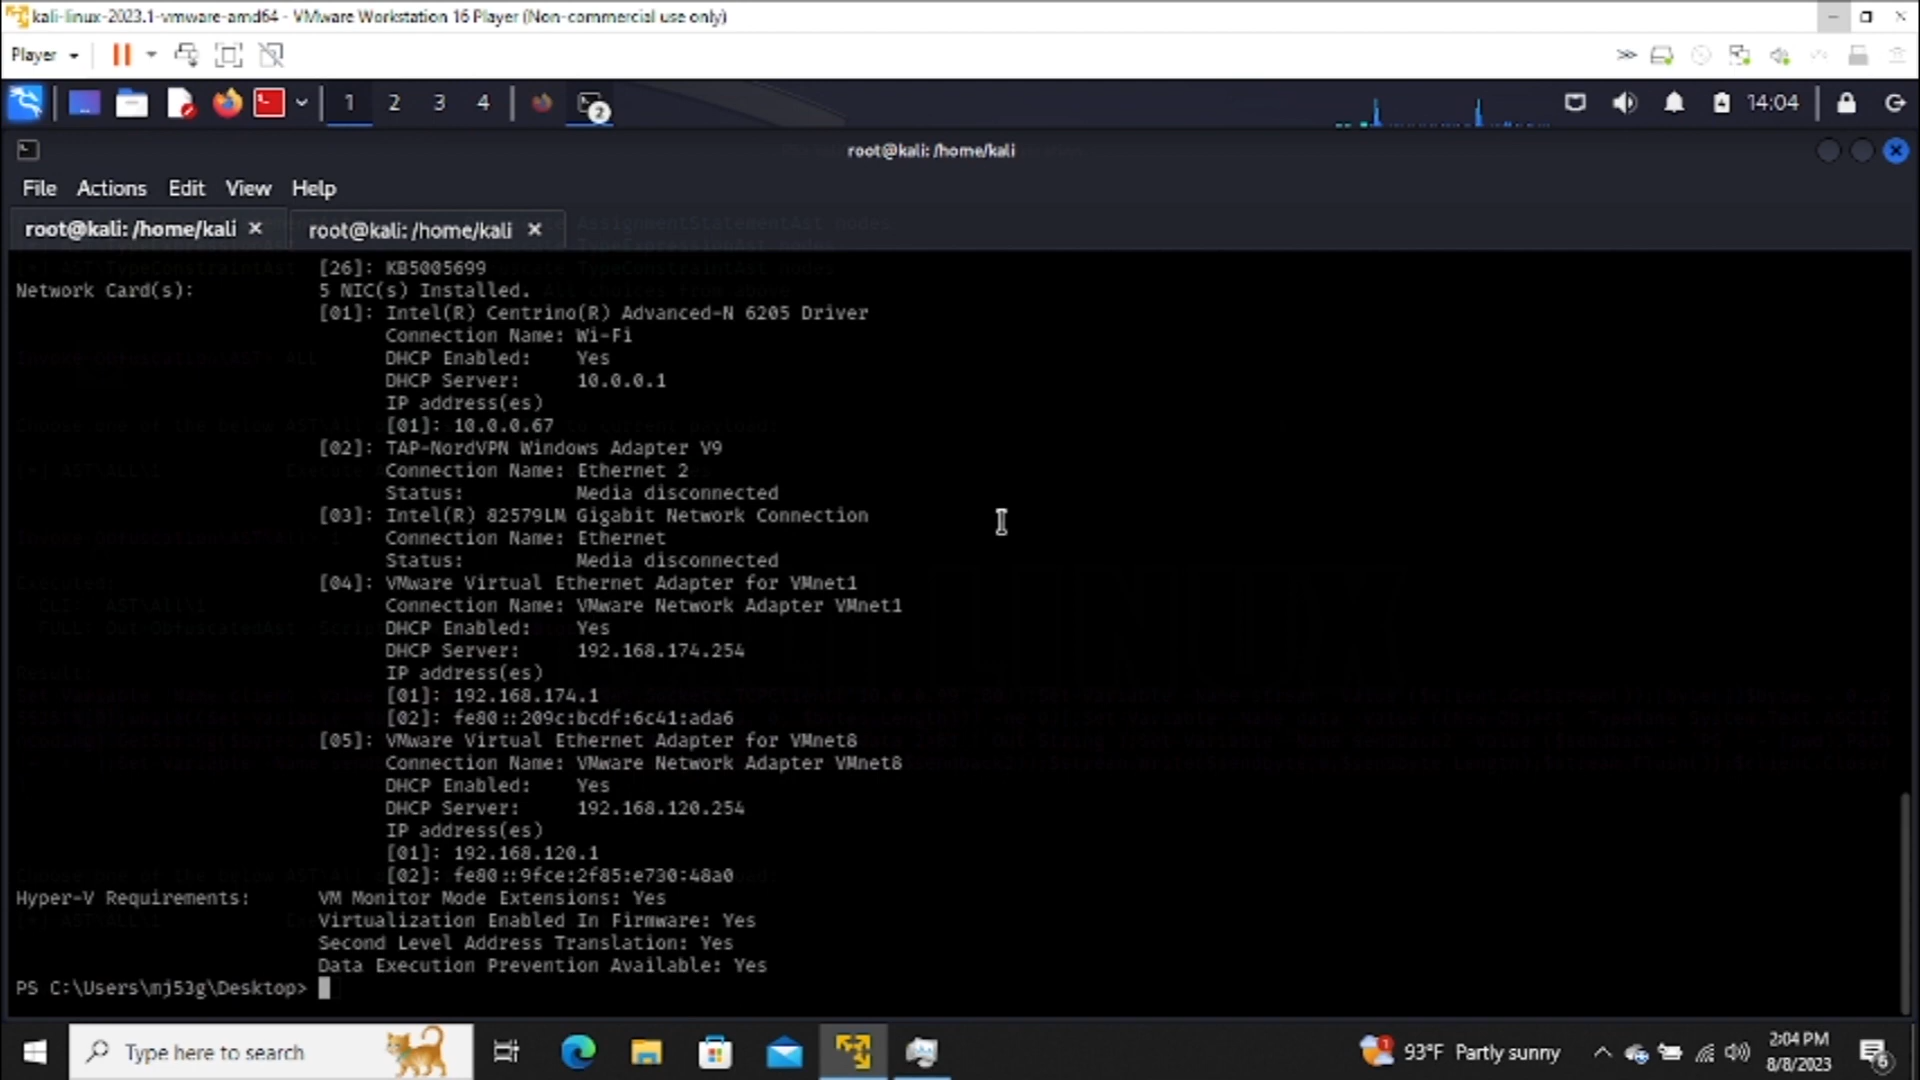 kali-linux-2023.1-vmware-amd64 - VMware Workstation 16 Player (Non-commercial use only)
Player
1 2 3 4 2 14:04
root@kali: /home/kali
File Actions Edit View Help
root@kali: /home/kali root@kali: /home/kali
[26]: KB5005699
Network Card(s): 5 NIC(s) Installed.
[01]: Intel(R) Centrino(R) Advanced-N 6205 Driver
Connection Name: Wi-Fi
DHCP Enabled: Yes
DHCP Server: 10.0.0.1
IP address(es)
[01]: 10.0.0.67
[02]: TAP-NordVPN Windows Adapter V9
Connection Name: Ethernet 2
Status: Media disconnected
[03]: Intel(R) 82579LM Gigabit Network Connection
Connection Name: Ethernet
Status: Media disconnected
[04]: VMware Virtual Ethernet Adapter for VMnet1
Connection Name: VMware Network Adapter VMnet1
DHCP Enabled: Yes
DHCP Server: 192.168.174.254
IP address(es)
[01]: 192.168.174.1
[02]: fe80::209c:bcdf:6c41:ada6
[05]: VMware Virtual Ethernet Adapter for VMnet8
Connection Name: VMware Network Adapter VMnet8
DHCP Enabled: Yes
DHCP Server: 192.168.120.254
IP address(es)
[01]: 192.168.120.1
[02]: fe80::9fce:2f85:e730:48a0
Hyper-V Requirements: VM Monitor Mode Extensions: Yes
Virtualization Enabled In Firmware: Yes
Second Level Address Translation: Yes
Data Execution Prevention Available: Yes
PS C:\Users\mj53g\Desktop>
Type here to search
1 93°F Partly sunny
2:04 PM
8/8/2023
6